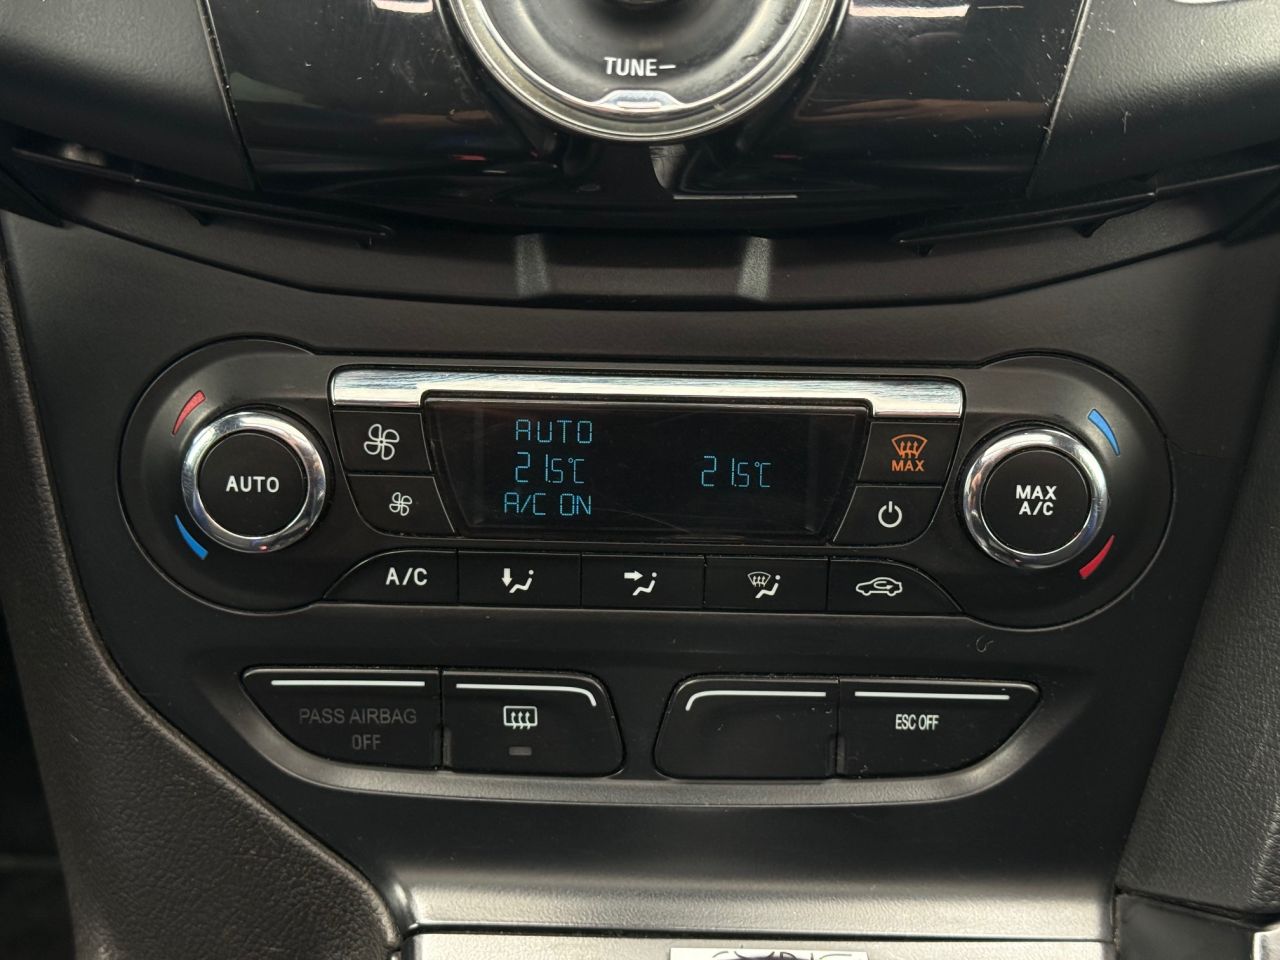 TUNE–
AUTO
AUTO
21.5°C
21.5°C
A/C ON
MAX
MAX
A/C
A/C
PASS AIRBAG
OFF
ESC OFF